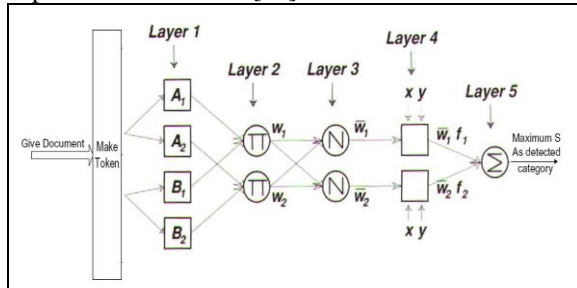 Layer 1
Layer 2
Layer 3
Layer 4
Layer 5
Give Document
Make
Token
A₁
A₂
B₁
B₂
Π
Π
w₁
w₂
N
N
w̅₁
w̅₂
x y
x y
w̅₁ f₁
w̅₂ f₂
Σ
Maximum S
As detected
category